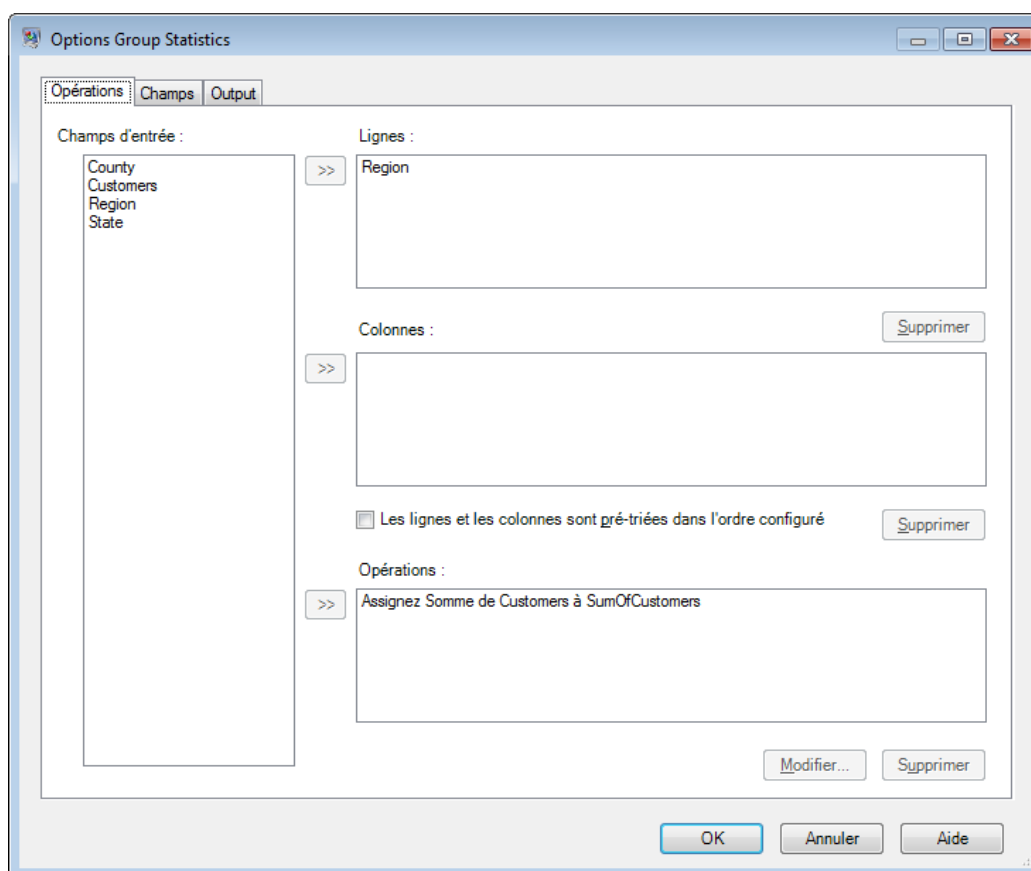 Options Group Statistics
Opérations Champs Output
Champs d'entrée :
County
Customers
Region
State
>>
Lignes :
Region
Supprimer
Colonnes :
>>
Les lignes et les colonnes sont pré-triées dans l'ordre configuré
Supprimer
Opérations :
>>
Assignez Somme de Customers à SumOfCustomers
Modifier... Supprimer
OK Annuler Aide